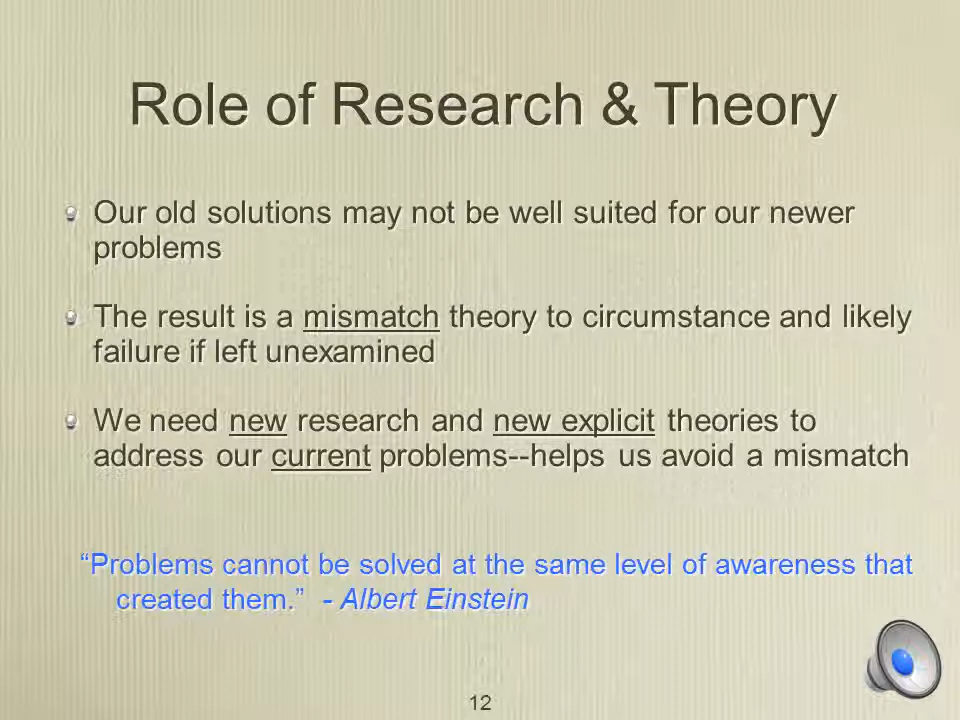 Role of Research & Theory
Our old solutions may not be well suited for our newer
problems
The result is a mismatch theory to circumstance and likely
failure if left unexamined
We need new research and new explicit theories to
address our current problems--helps us avoid a mismatch
“Problems cannot be solved at the same level of awareness that
created them.” - Albert Einstein
12